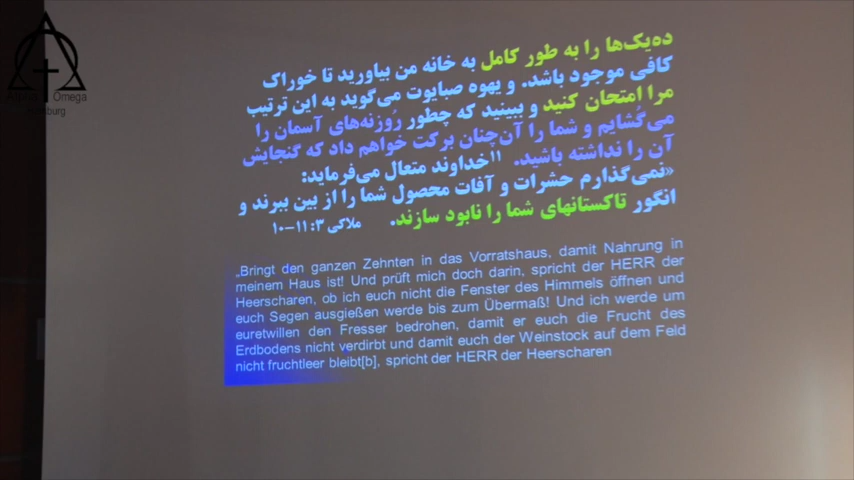 Omega
burg
ده‌یک‌ها را به طور کامل به خانه من بیاورید تا خوراک
کافی موجود باشد. و یهوه صبایوت می‌گوید به این ترتیب
مرا امتحان کنید و ببینید که چطور رُوزنه‌های آسمان را
می‌گشایم و شما را آن‌چنان برکت خواهم داد که گنجایش
آن را نداشته باشید. ۱۱خداوند متعال می‌فرماید:
«نمی‌گذارم حشرات و آفات محصول شما را از بین ببرند و
انگور تاکستانهای شما را نابود سازند. ملاکی ۳: ۱۱–۱۰
„Bringt den ganzen Zehnten in das Vorratshaus, damit Nahrung in
meinem Haus ist! Und prüft mich doch darin, spricht der HERR der
Heerscharen, ob ich euch nicht die Fenster des Himmels öffnen und
euch Segen ausgießen werde bis zum Übermaß! Und ich werde um
euretwillen den Fresser bedrohen, damit er euch die Frucht des
Erdbodens nicht verdirbt und damit euch der Weinstock auf dem Feld
nicht fruchtleer bleibt[b], spricht der HERR der Heerscharen